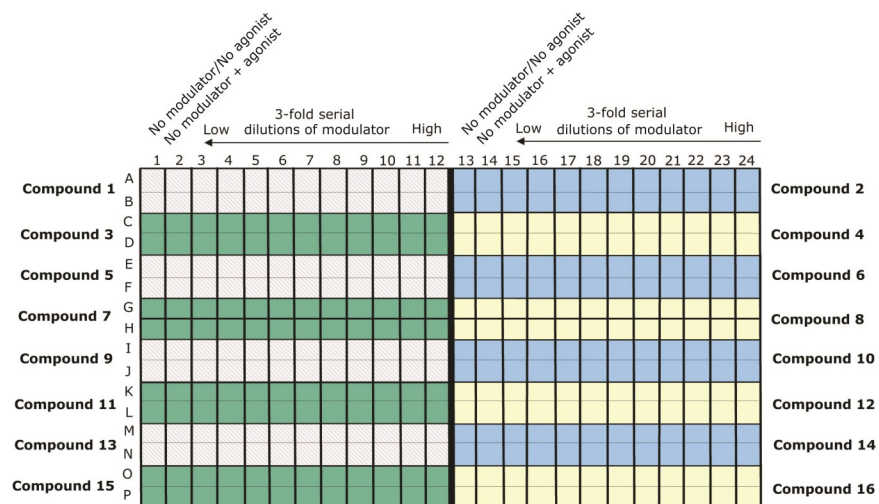 No modulator/No agonist
No modulator + agonist
3-fold serial
Low dilutions of modulator High
No modulator/No agonist
No modulator + agonist
3-fold serial
Low dilutions of modulator High
1 2 3 4 5 6 7 8 9 10 11 12 13 14 15 16 17 18 19 20 21 22 23 24
A
Compound 1 Compound 2
B
C
Compound 3 Compound 4
D
E
Compound 5 Compound 6
F
G
Compound 7 Compound 8
H
I
Compound 9 Compound 10
J
K
Compound 11 Compound 12
L
M
Compound 13 Compound 14
N
O
Compound 15 Compound 16
P